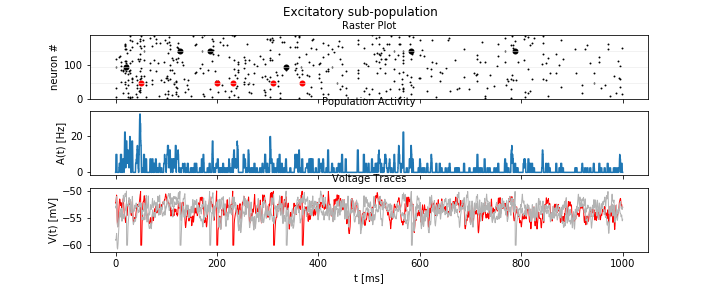 Excitatory sub-population
Raster Plot
neuron #
100
0
Population Activity
A(t) [Hz]
20
0
Voltage Traces
V(t) [mV]
−50
−55
−60
0 200 400 600 800 1000
t [ms]